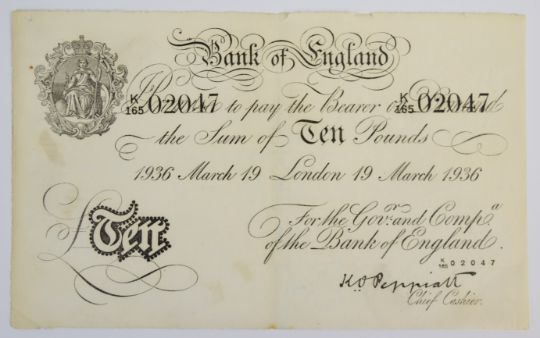 Bank of England
K/165 02047 to pay the Bearer on Demand K/165 02047
the Sum of Ten Pounds
1936 March 19 London 19 March 1936
For the Govr. and Compa
of the Bank of England.
£Ten
K/165 02047
K O Peppiatt
Chief Cashier.